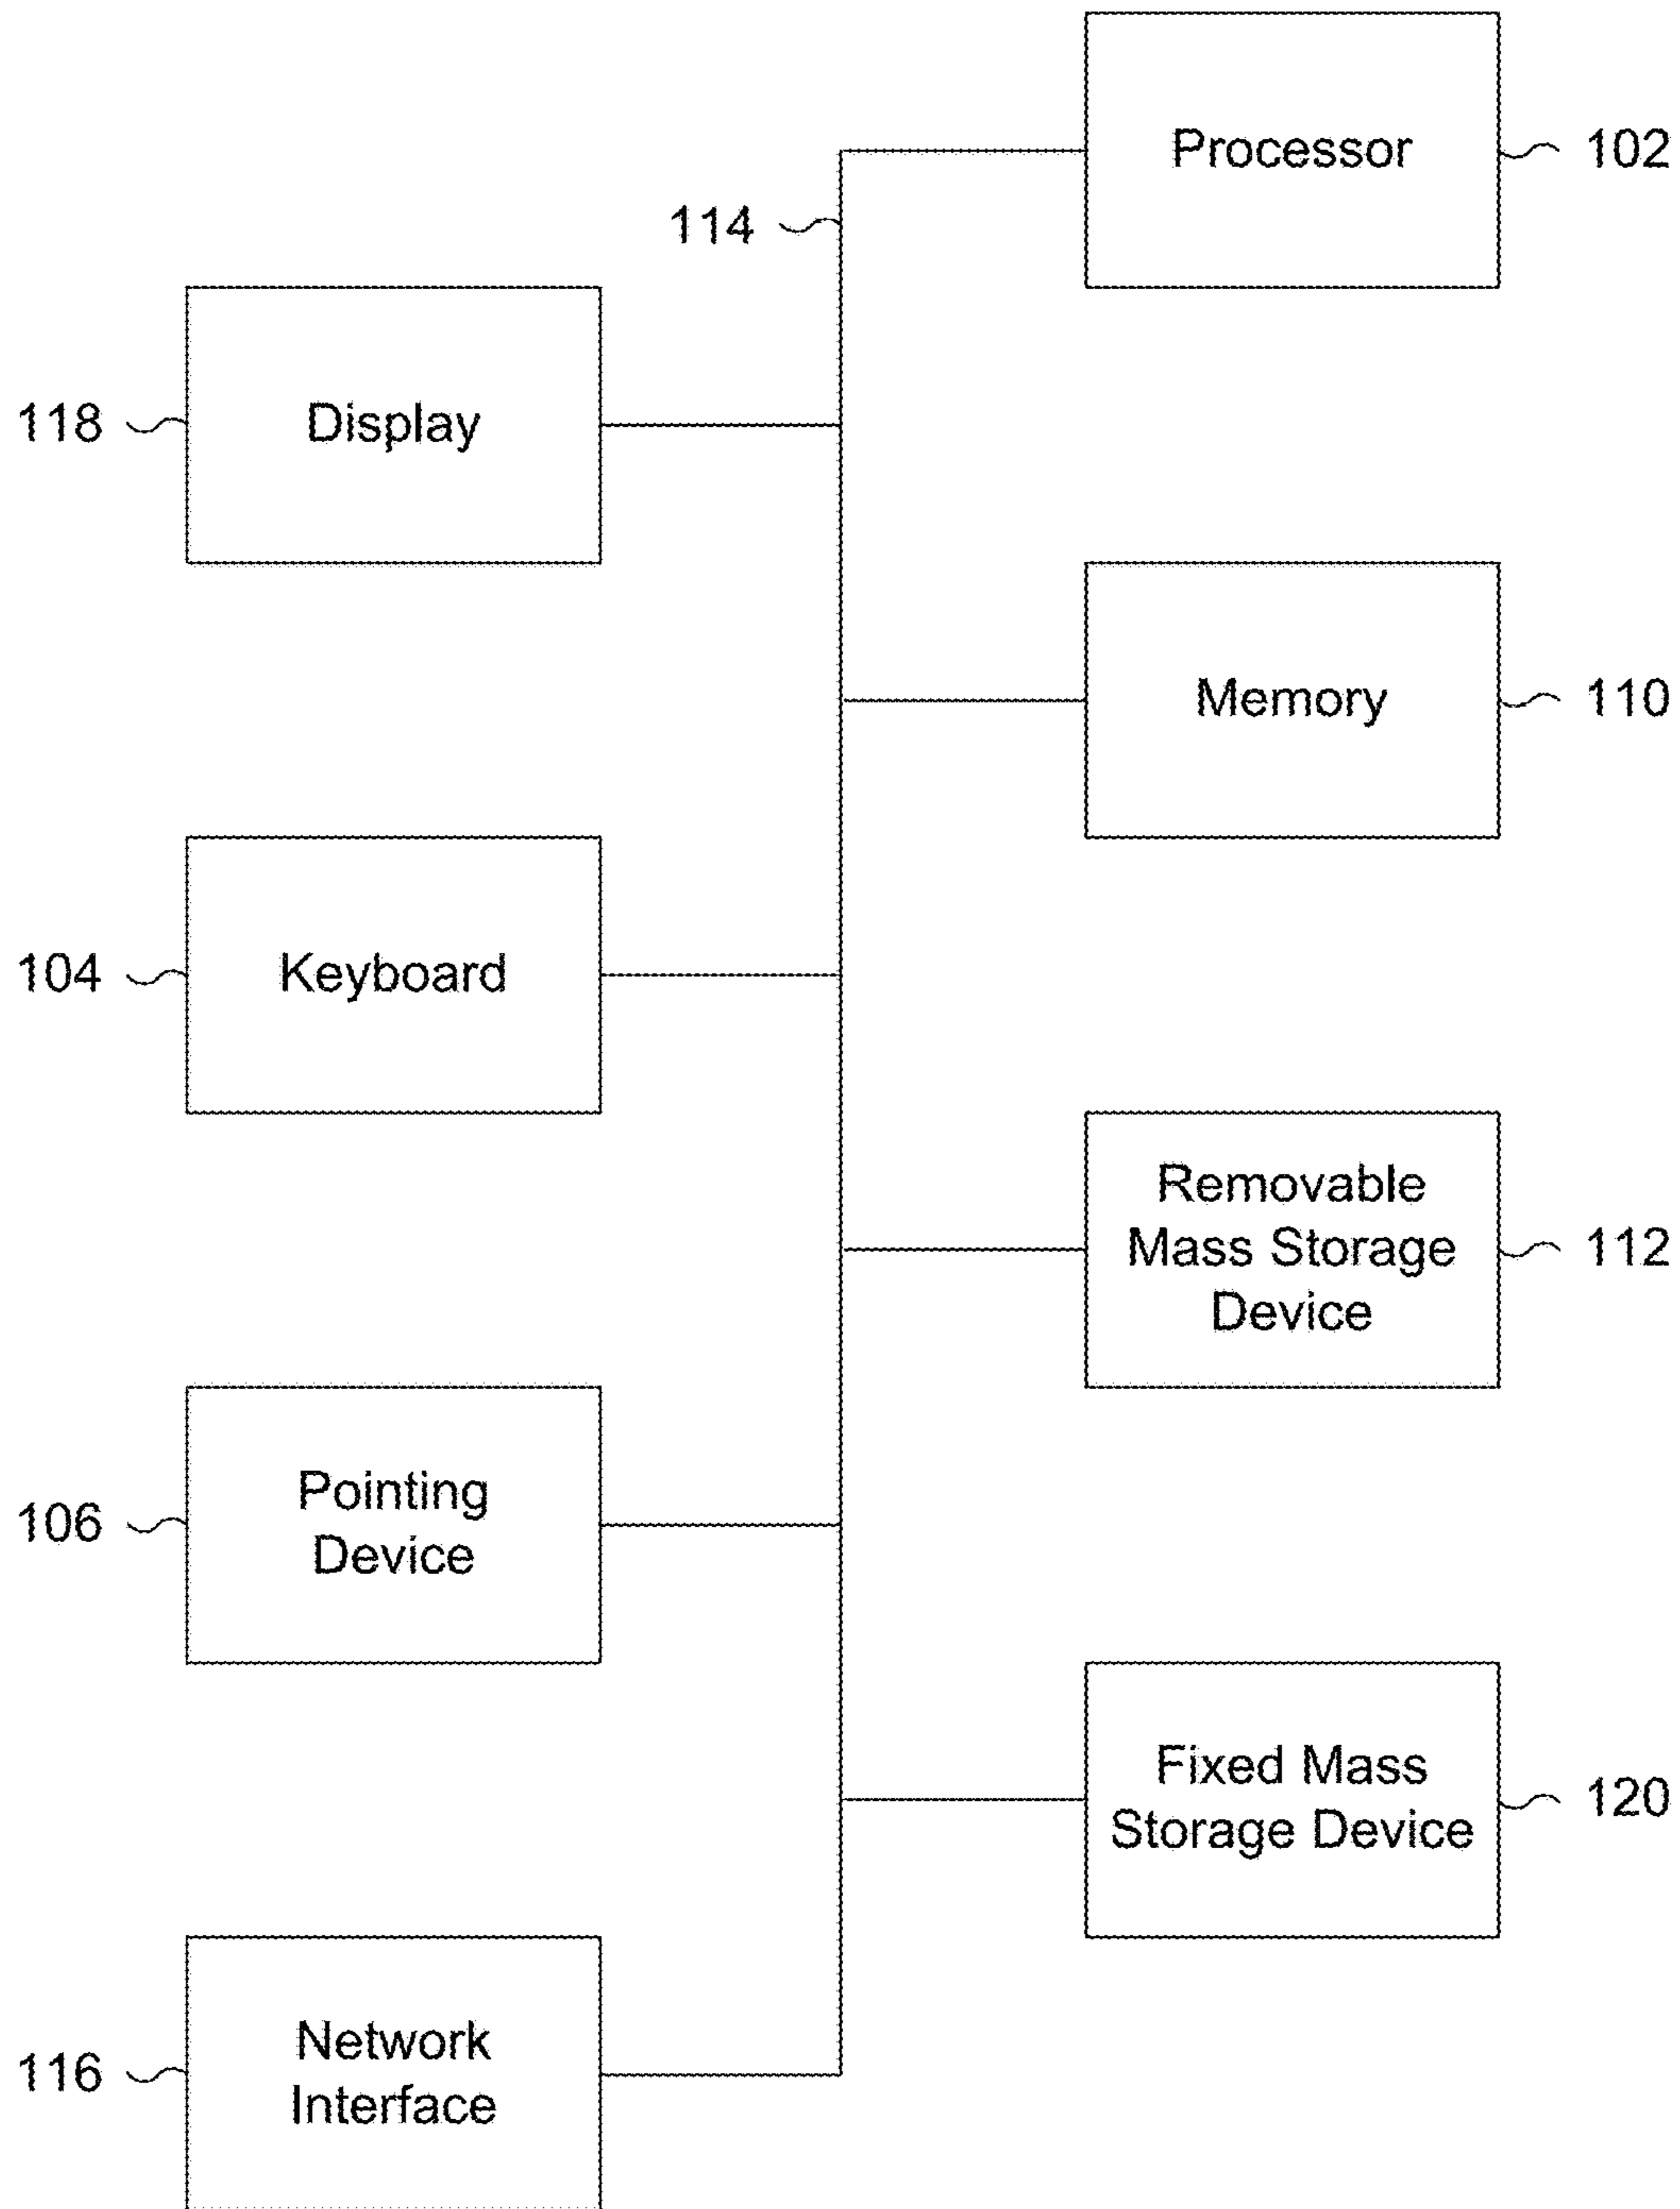 Processor
102
114
118
Display
Memory
110
104
Keyboard
Removable
Mass Storage
Device
112
106
Pointing
Device
Fixed Mass
Storage Device
120
116
Network
Interface